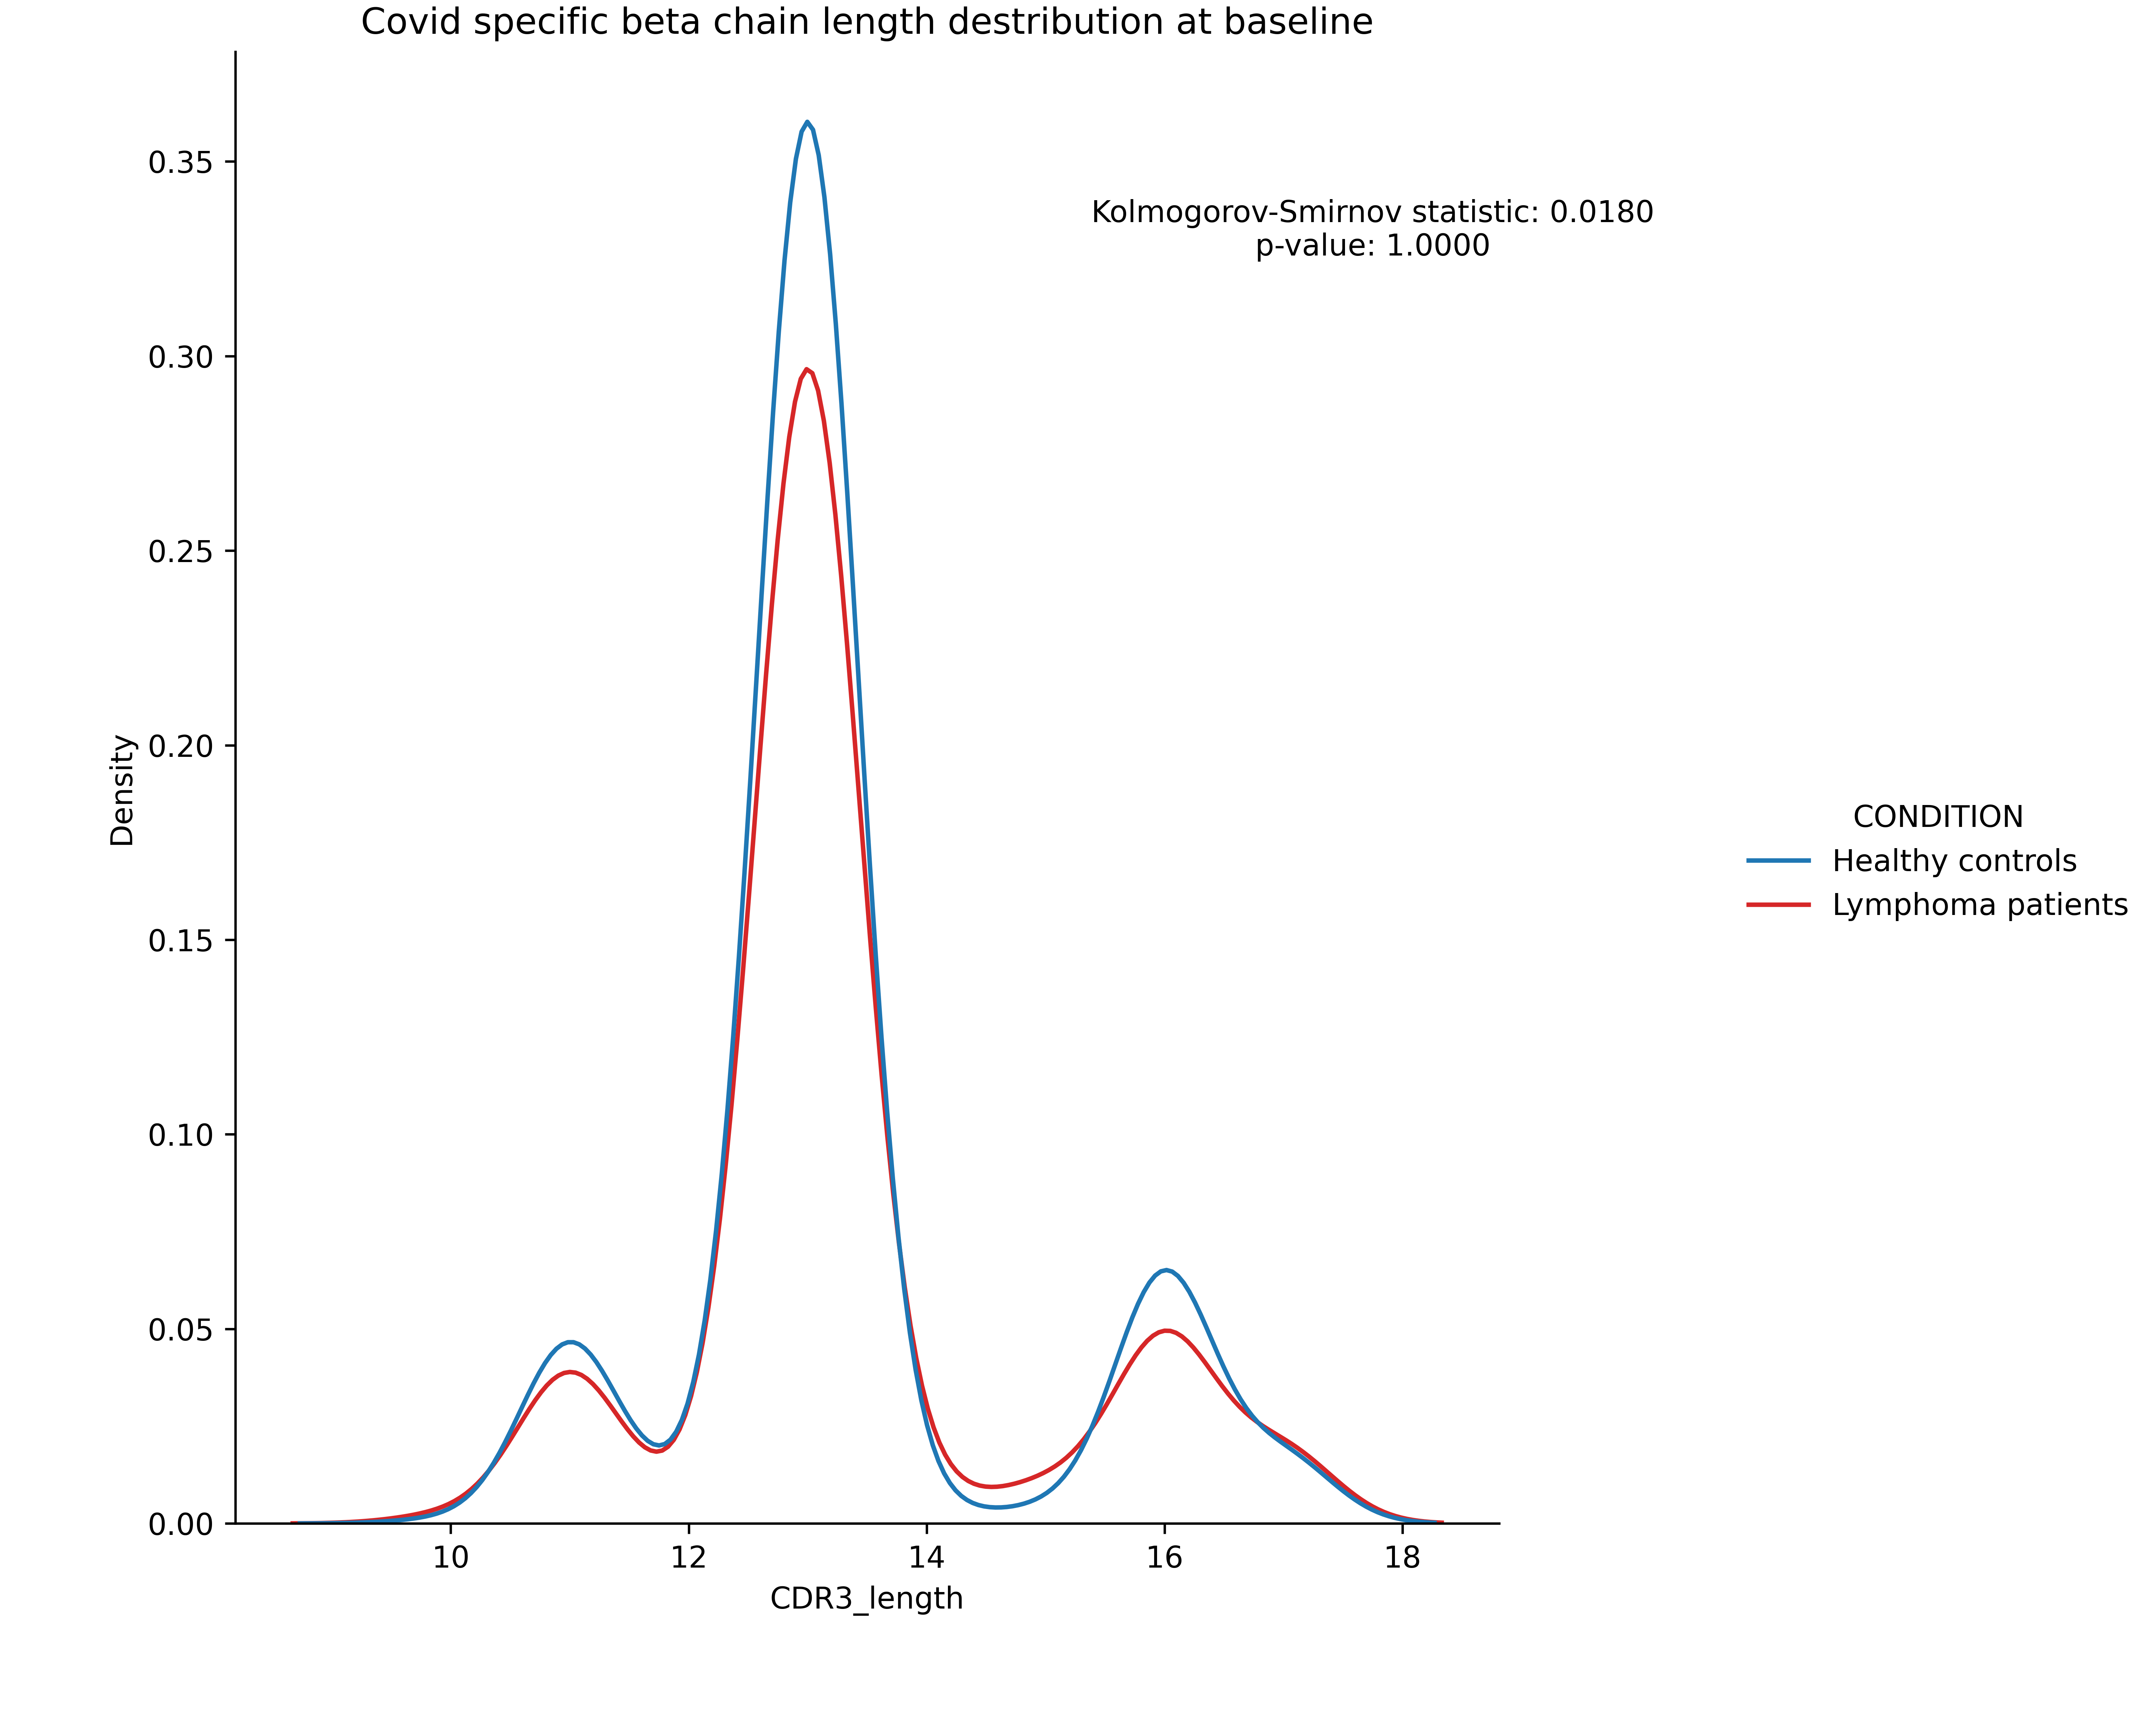 Covid specific beta chain length destribution at baseline
Kolmogorov-Smirnov statistic: 0.0180
p-value: 1.0000
0.35
0.30
0.25
0.20
0.15
0.10
0.05
0.00
Density
10 12 14 16 18
CDR3_length
CONDITION
Healthy controls
Lymphoma patients